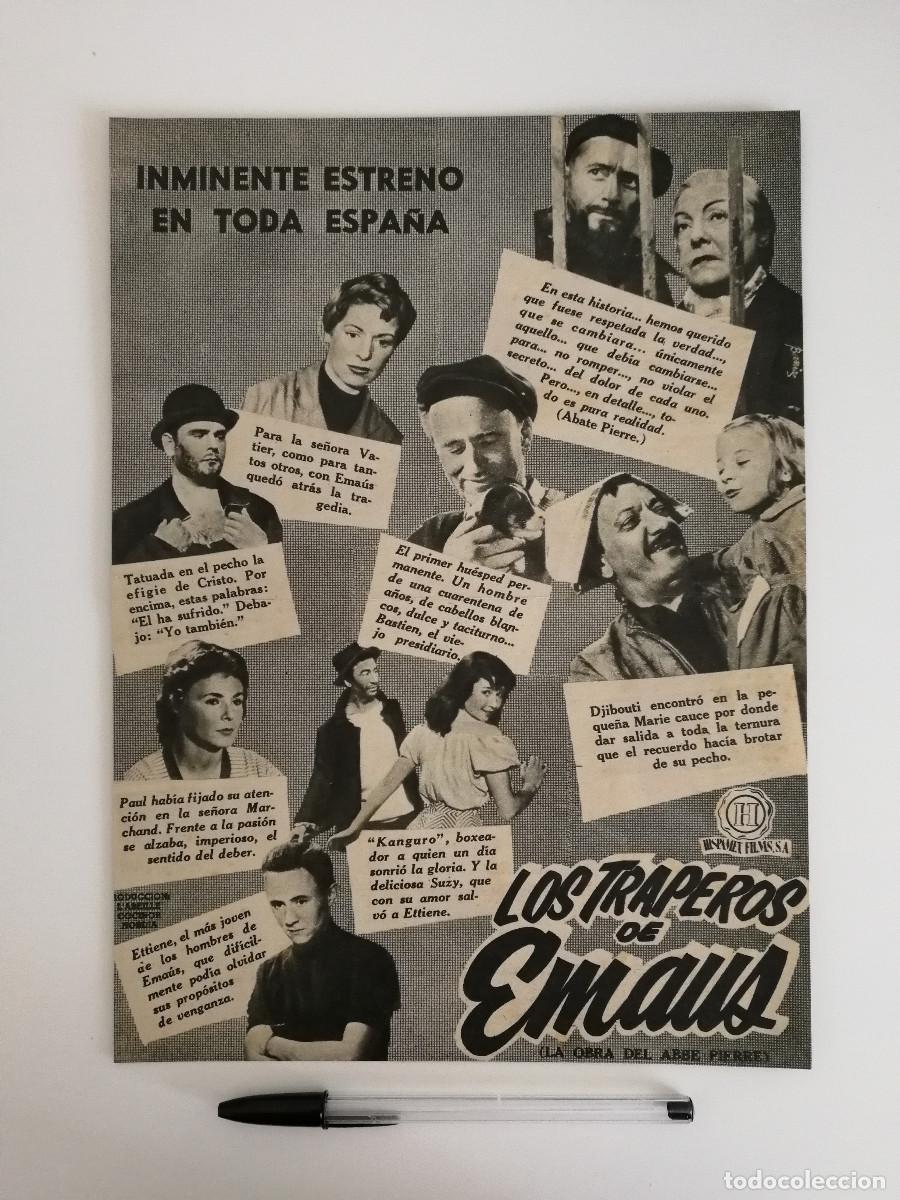 INMINENTE ESTRENO
EN TODA ESPAÑA
En esta historia... hemos querido
que fuese respetada la verdad...,
que se cambiara... únicamente
aquello... que debía cambiarse...
para... no romper..., no violar el
secreto... del dolor de cada uno.
Pero..., en detalle..., to-
do es pura realidad.
(Abate Pierre.)
Para la señora Va-
tier, como para tan-
tos otros, con Emaús
quedó atrás la tra-
gedia.
Tatuada en el pecho la
efigie de Cristo. Por
encima, estas palabras:
"El ha sufrido." Deba-
jo: "Yo también."
El primer huésped per-
manente. Un hombre
de una cuarentena de
años, de cabellos blan-
cos, dulce y taciturno...
Bastien, el vie-
jo presidiario.
Djibouti encontró en la pe-
queña Marie cauce por donde
dar salida a toda la ternura
que el recuerdo hacía brotar
de su pecho.
Paul había fijado su aten-
ción en la señora Mar-
chand. Frente a la pasión
se alzaba, imperioso, el
sentido del deber.
"Kanguro", boxea-
dor a quien un día
sonrió la gloria. Y la
deliciosa Suzy, que
con su amor sal-
vó a Ettiene.
H
HISPAMEX FILMS, S.A
ODUCCION:
L'ABEILLE
COCINOR
Ettiene, el más joven
de los hombres de
Emaús, que difícil-
mente podía olvidar
sus propósitos
de venganza.
LOS TRAPEROS
DE
Emaus
(LA OBRA DEL ABBE PIERRE)
todocoleccion